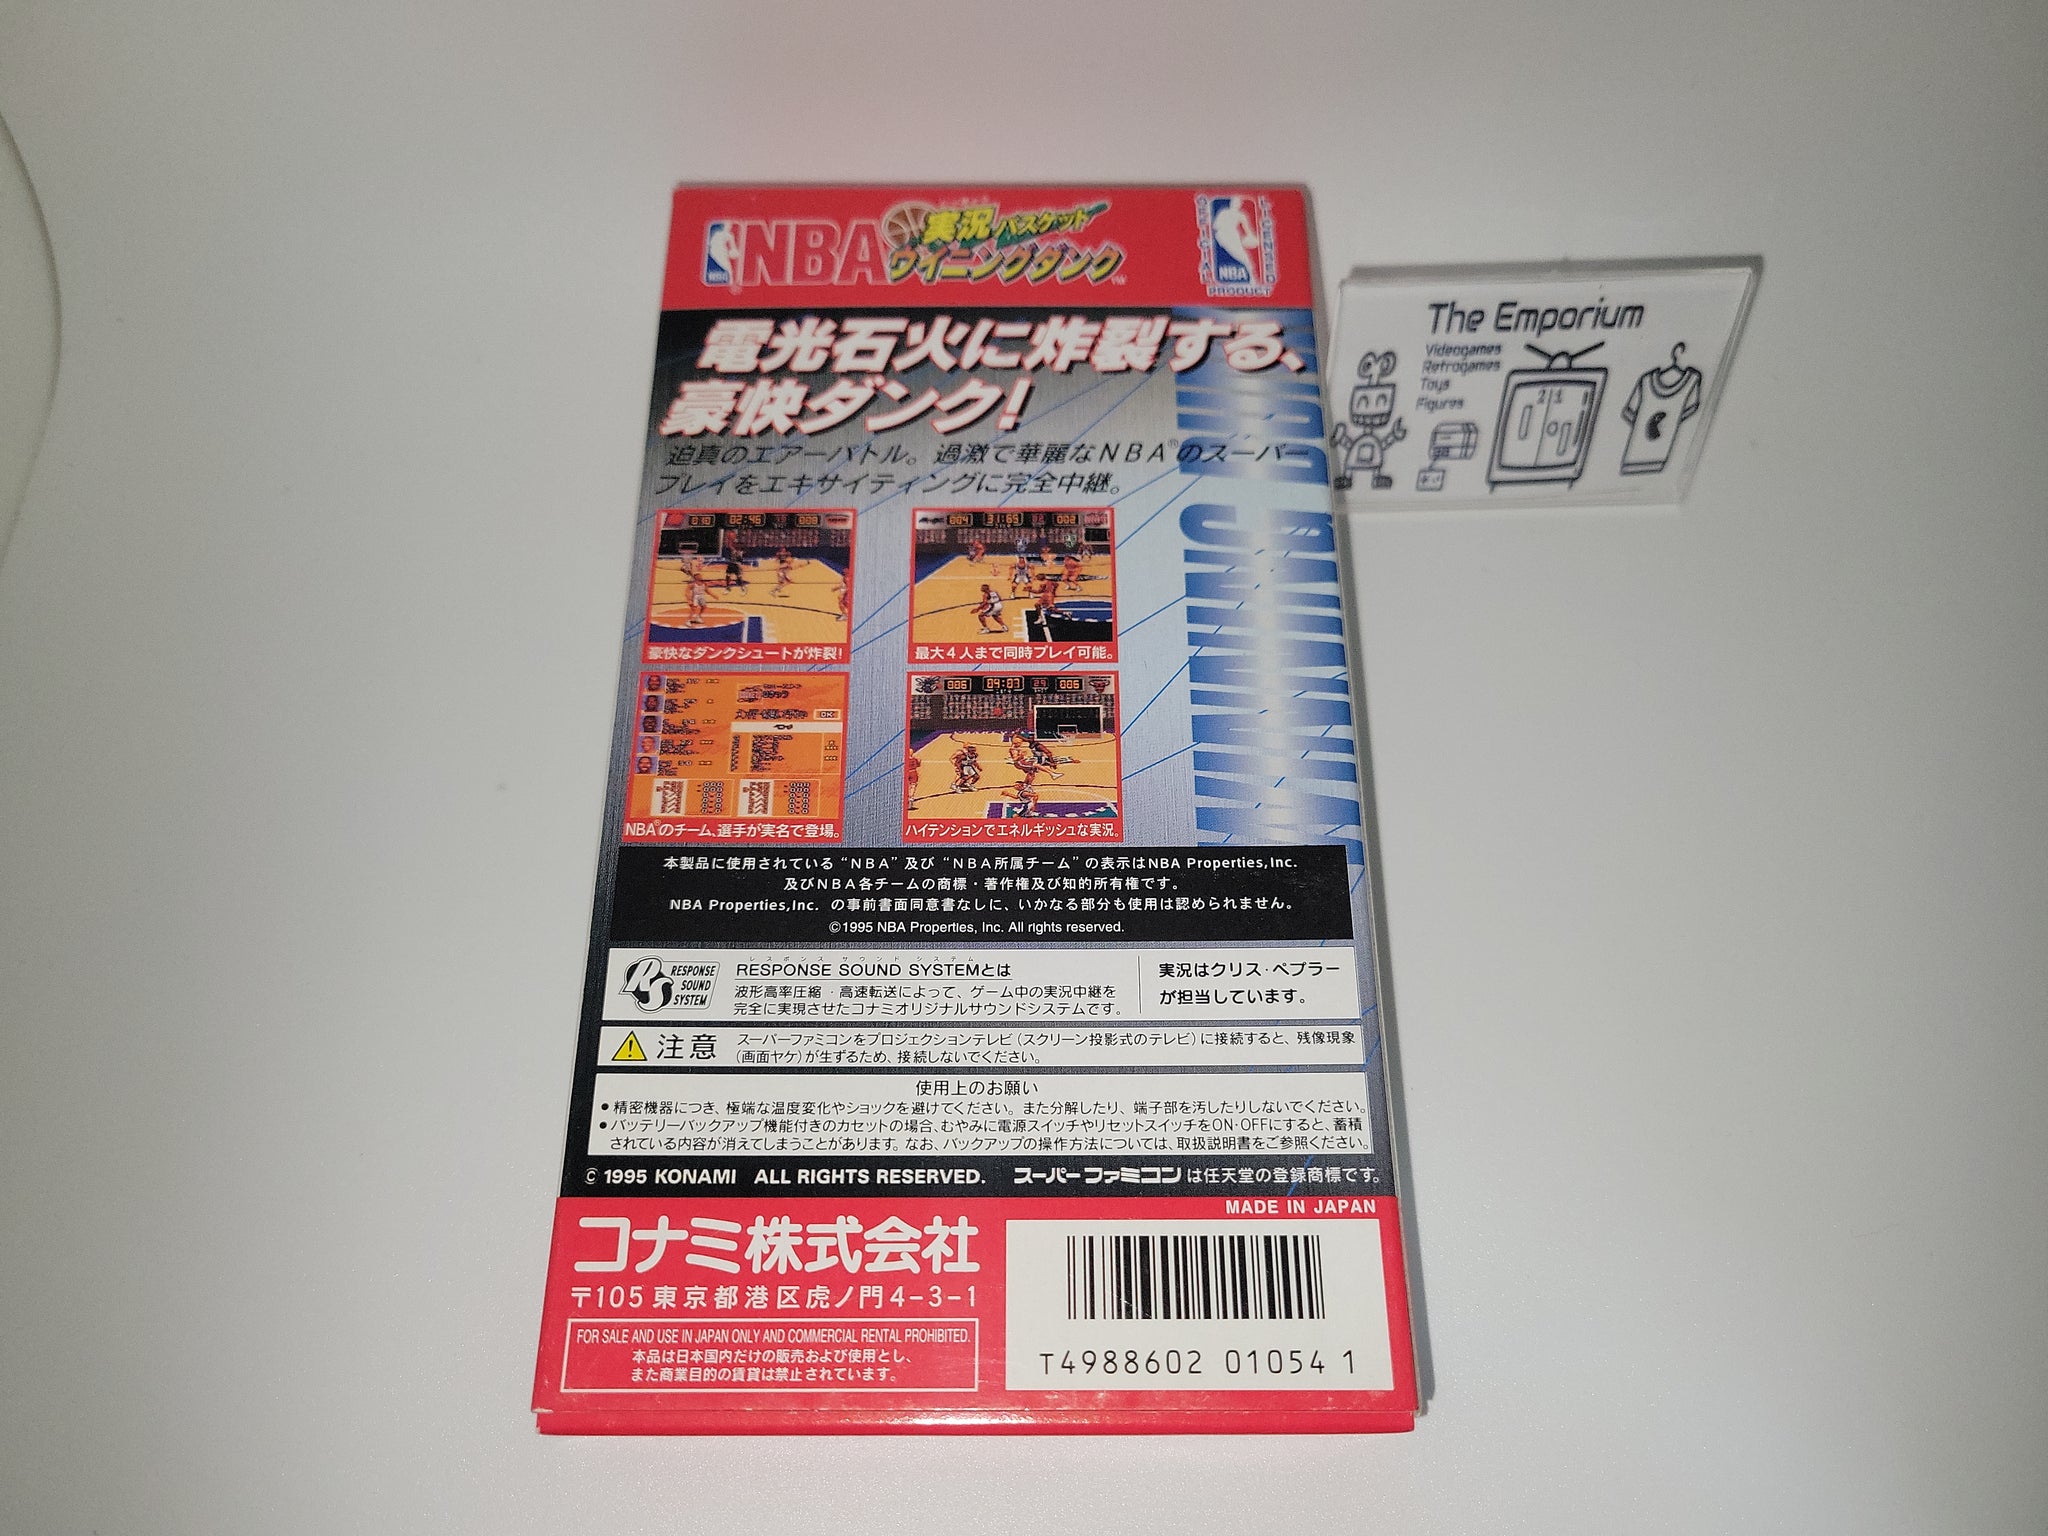 NBA 実況バスケット
ウイニングダンク™
NBA
OFFICIAL LICENSED
NBA
PRODUCT
電光石火に炸裂する、
豪快ダンク!
迫真のエアーバトル。過激で華麗なNBA®のスーパー
プレイをエキサイティングに完全中継。
豪快なダンクシュートが炸裂!
最大4人まで同時プレイ可能。
NBA®のチーム、選手が実名で登場。
ハイテンションでエネルギッシュな実況。
本製品に使用されている“NBA”及び“NBA所属チーム”の表示はNBA Properties,Inc.
及びNBA各チームの商標・著作権及び知的所有権です。
NBA Properties,Inc. の事前書面同意書なしに、いかなる部分も使用は認められません。
©1995 NBA Properties, Inc. All rights reserved.
RS RESPONSE SOUND SYSTEM
レスポンス サウンド システム
RESPONSE SOUND SYSTEMとは
波形高率圧縮・高速転送によって、ゲーム中の実況中継を
完全に実現させたコナミオリジナルサウンドシステムです。
実況はクリス・ペプラー
が担当しています。
注意
スーパーファミコンをプロジェクションテレビ(スクリーン投影式のテレビ)に接続すると、残像現象
(画面ヤケ)が生ずるため、接続しないでください。
使用上のお願い
●精密機器につき、極端な温度変化やショックを避けてください。また分解したり、端子部を汚したりしないでください。
●バッテリーバックアップ機能付きのカセットの場合、むやみに電源スイッチやリセットスイッチをON・OFFにすると、蓄積
されている内容が消えてしまうことがあります。なお、バックアップの操作方法については、取扱説明書をご参照ください。
© 1995 KONAMI ALL RIGHTS RESERVED. スーパーファミコンは任天堂の登録商標です。
MADE IN JAPAN
コナミ株式会社
〒105 東京都港区虎ノ門4-3-1
FOR SALE AND USE IN JAPAN ONLY AND COMMERCIAL RENTAL PROHIBITED.
本品は日本国内だけの販売および使用とし、
また商業目的の賃貸は禁止されています。
T4988602 01054 1
The Emporium
Videogames
Retrogames
Toys
Figures
21